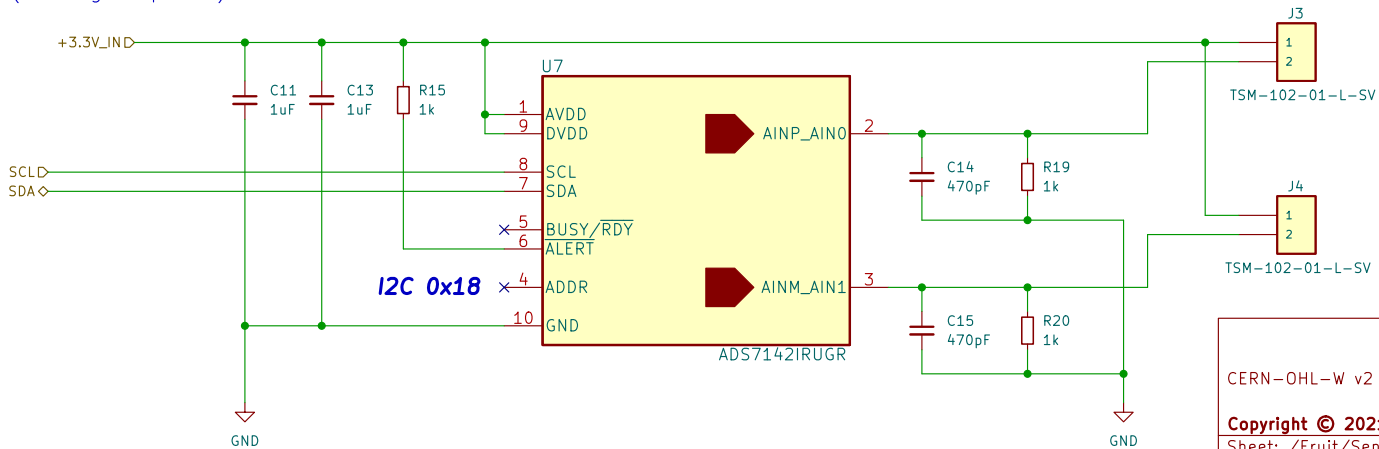 J3
+3.3V_IN
1
2
TSM-102-01-L-SV
U7
C11
1uF
C13
1uF
R15
1k
1
AVDD
9
DVDD
AINP_AIN0
2
C14
470pF
R19
1k
SCL
8
SCL
SDA
7
SDA
J4
1
2
TSM-102-01-L-SV
5
BUSY/RDY
6
ALERT
I2C 0x18
4
ADDR
AINM_AIN1
3
10
GND
C15
470pF
R20
1k
ADS7142IRUGR
CERN-OHL-W v2
Copyright © 2021
GND
GND